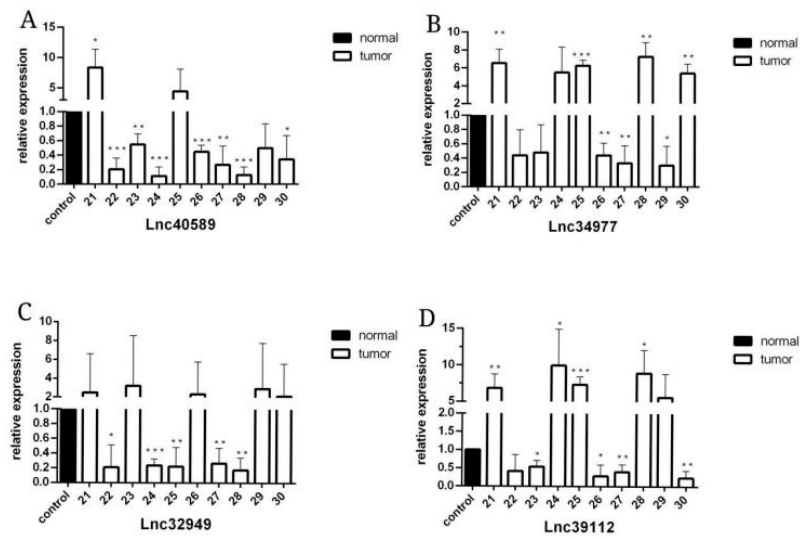 A
15
10
5
1.0
0.8
0.6
0.4
0.2
0.0
relative expression
*
***
**
***
***
**
***
*
control 21 22 23 24 25 26 27 28 29 30
Lnc40589
normal
tumor
B
10
8
6
4
2
1.0
0.8
0.6
0.4
0.2
0.0
relative expression
**
***
**
**
**
*
**
control 21 22 23 24 25 26 27 28 29 30
Lnc34977
normal
tumor
C
10
8
6
4
2
1.0
0.8
0.6
0.4
0.2
0.0
relative expression
*
***
**
**
**
control 21 22 23 24 25 26 27 28 29 30
Lnc32949
normal
tumor
D
15
10
5
2.0
1.5
1.0
0.5
0.0
relative expression
**
*
*
***
*
**
*
**
control 21 22 23 24 25 26 27 28 29 30
Lnc39112
normal
tumor